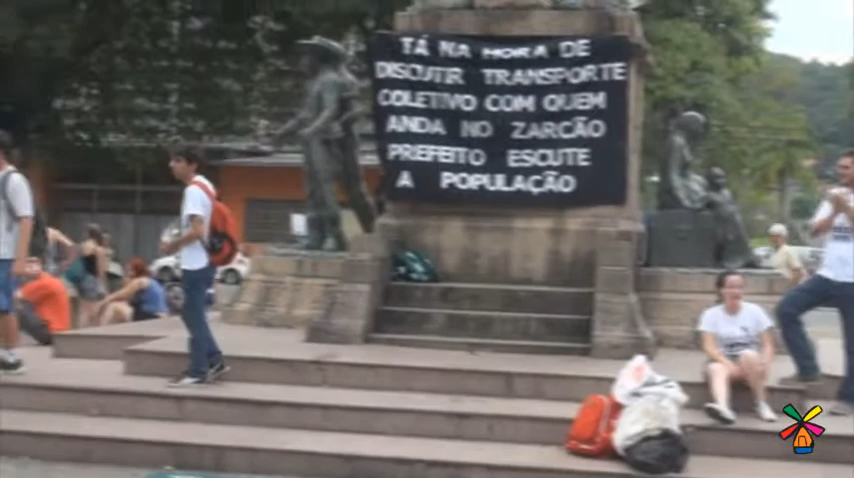 TÁ NA HORA DE
DISCUTIR TRANSPORTE
COLETIVO COM QUEM
ANDA NO ZARCÃO
PREFEITO ESCUTE
A POPULAÇÃO